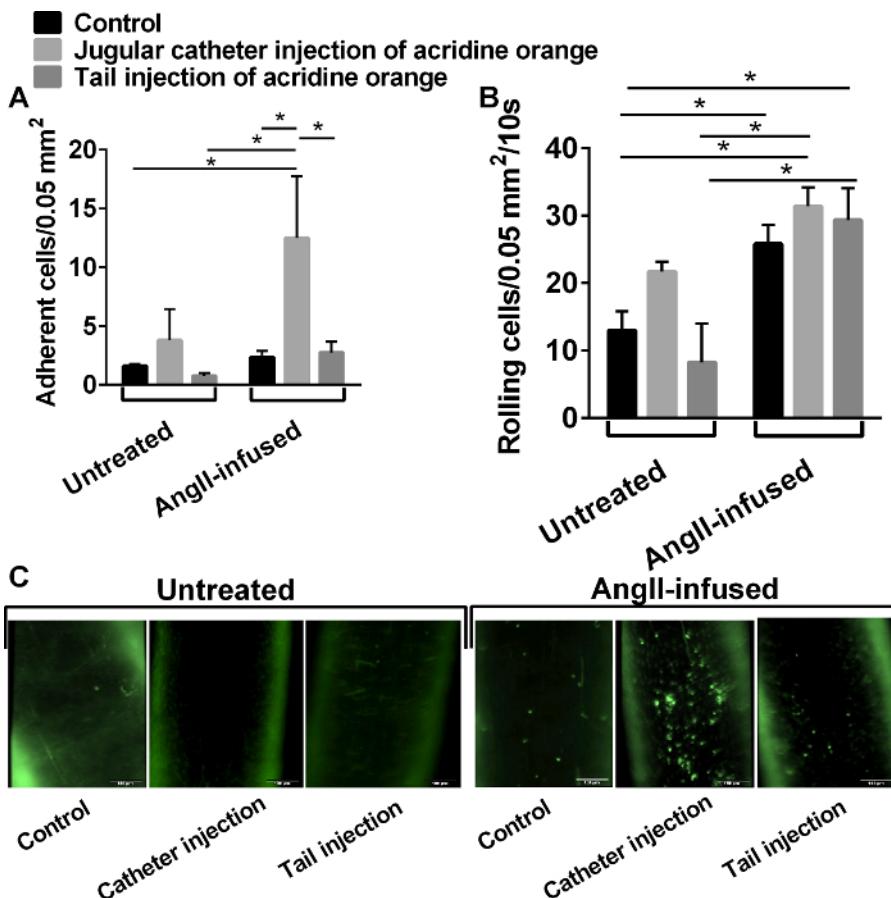 Control
Jugular catheter injection of acridine orange
Tail injection of acridine orange
A
Adherent cells/0.05 mm²
20
15
10
5
0
*
*
*
*
Untreated
AngII-infused
B
Rolling cells/0.05 mm²/10s
40
30
20
10
0
*
*
*
*
*
Untreated
AngII-infused
C
Untreated
AngII-infused
Control
Catheter injection
Tail injection
Control
Catheter injection
Tail injection